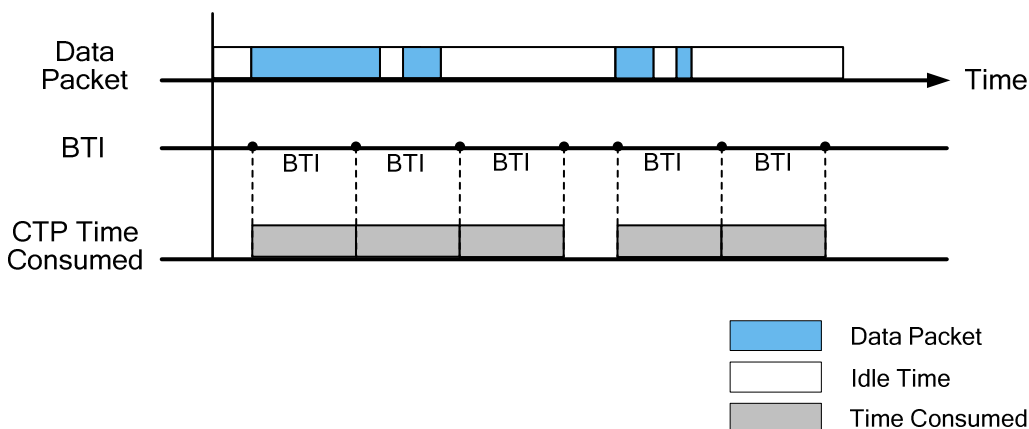 Data
Packet
Time
BTI
BTI
BTI
BTI
BTI
BTI
CTP Time
Consumed
Data Packet
Idle Time
Time Consumed